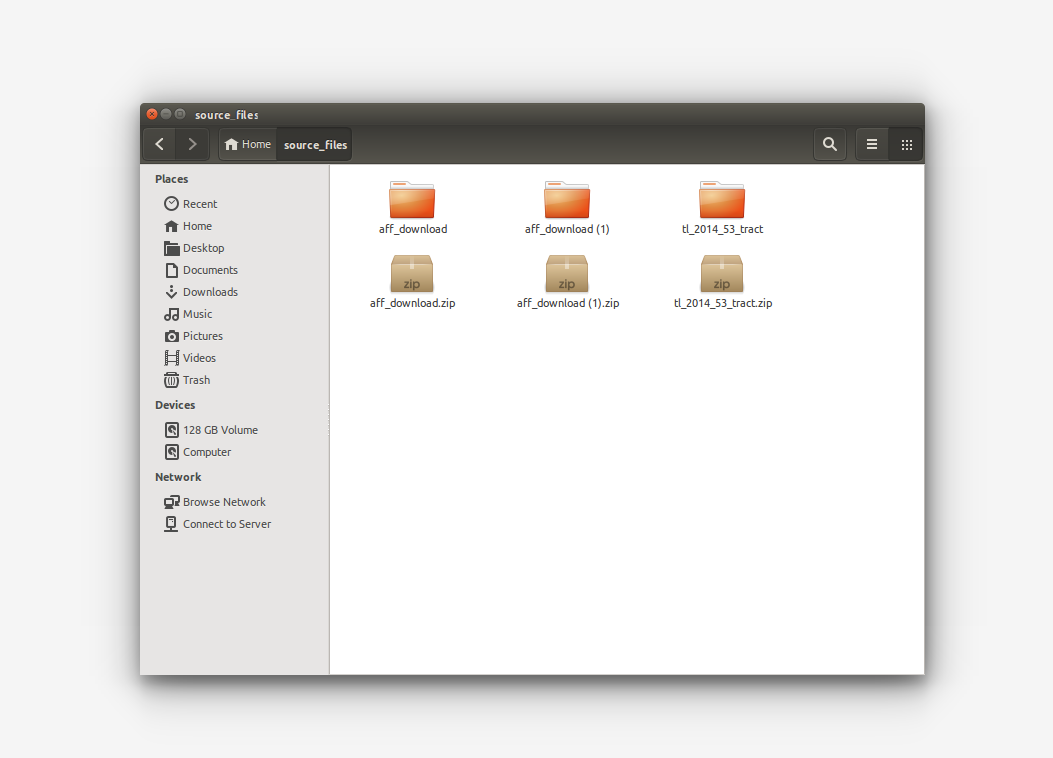 source_files
Home
source_files
Places
Recent
Home
Desktop
Documents
Downloads
Music
Pictures
Videos
Trash
Devices
128 GB Volume
Computer
Network
Browse Network
Connect to Server
aff_download
aff_download (1)
tl_2014_53_tract
zip
zip
zip
aff_download.zip
aff_download (1).zip
tl_2014_53_tract.zip